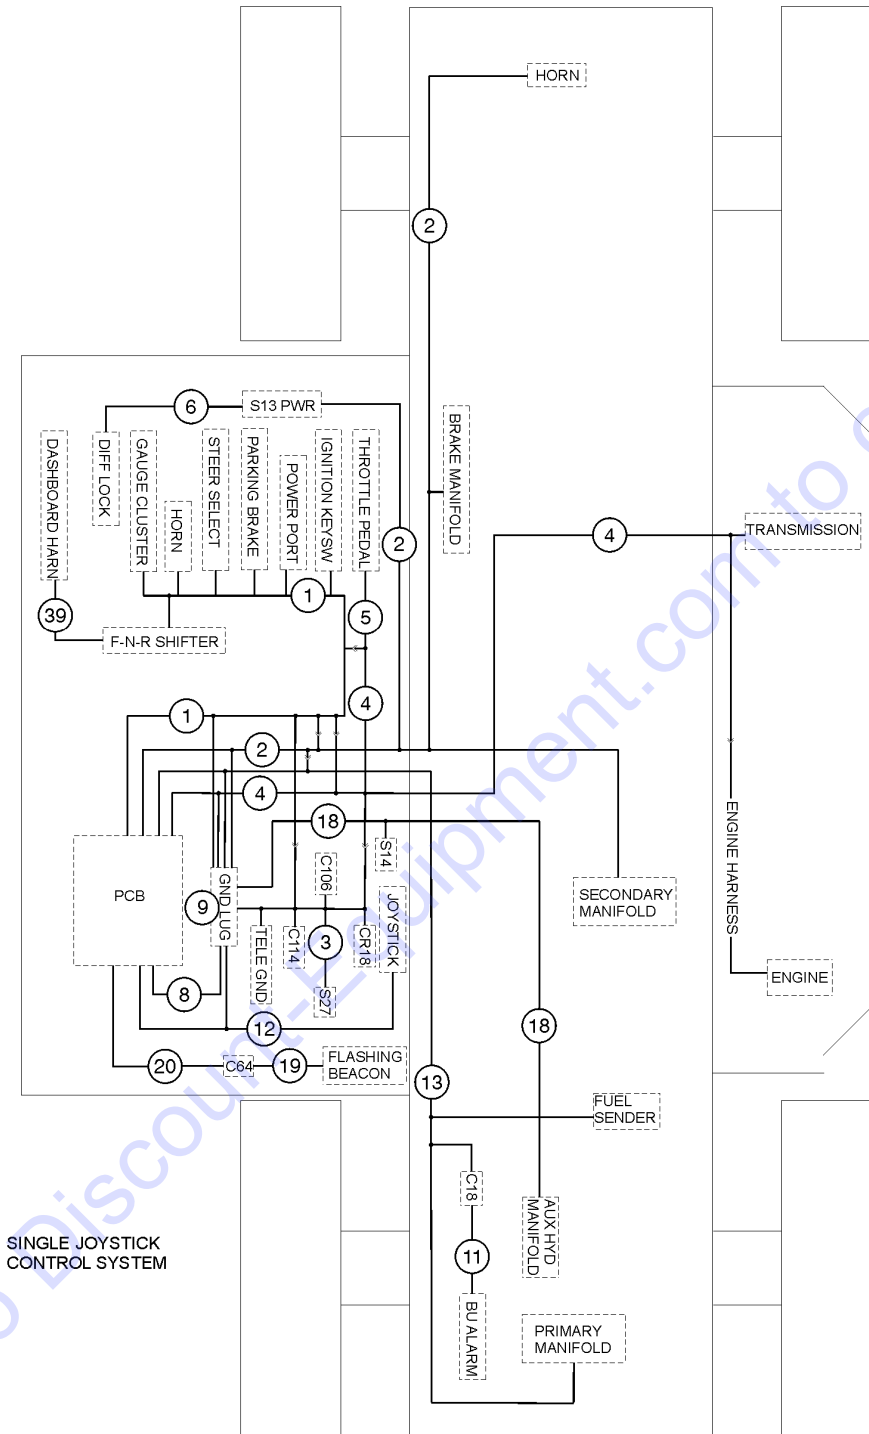 HORN
2
6
S13 PWR
DASHBOARD HARN
DIFF LOCK
GAUGE CLUSTER
HORN
STEER SELECT
PARKING BRAKE
POWER PORT
IGNITION KEYSW
THROTTLE PEDAL
BRAKE MANIFOLD
2
4
TRANSMISSION
39
1
5
F-N-R SHIFTER
1
4
2
4
18
S14
ENGINE HARNESS
PCB
9
GND LUG
C106
JOYSTICK
SECONDARY
MANIFOLD
TELE GND
C114
3
CR18
S27
ENGINE
8
12
18
20
C64
19
FLASHING
BEACON
13
FUEL
SENDER
C18
AUX HYD
MANIFOLD
SINGLE JOYSTICK
CONTROL SYSTEM
11
BU ALARM
PRIMARY
MANIFOLD
o Discount-Equipment.com to o